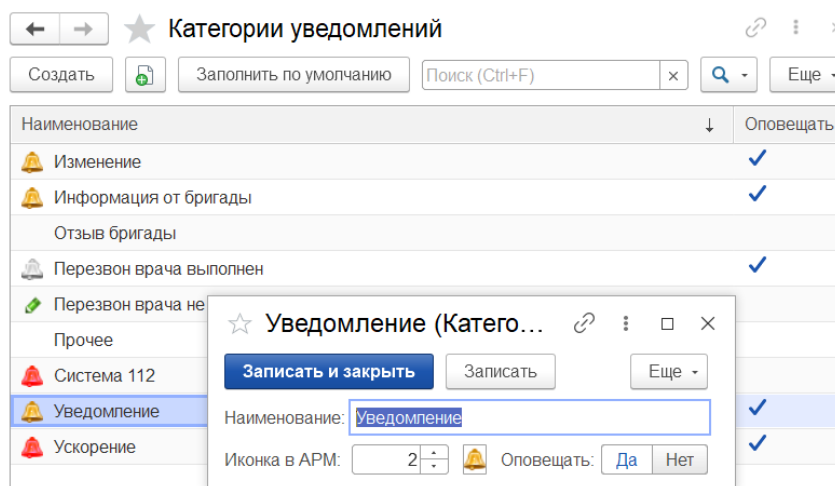 Категории уведомлений
Создать Заполнить по умолчанию Поиск (Ctrl+F) × Еще
Наименование ↓ Оповещать
Изменение
Информация от бригады
Отзыв бригады
Перезвон врача выполнен
Перезвон врача не
Прочее
Система 112
Уведомление
Ускорение
Уведомление (Катего...
Записать и закрыть Записать Еще
Наименование: Уведомление
Иконка в АРМ: 2 Оповещать: Да Нет